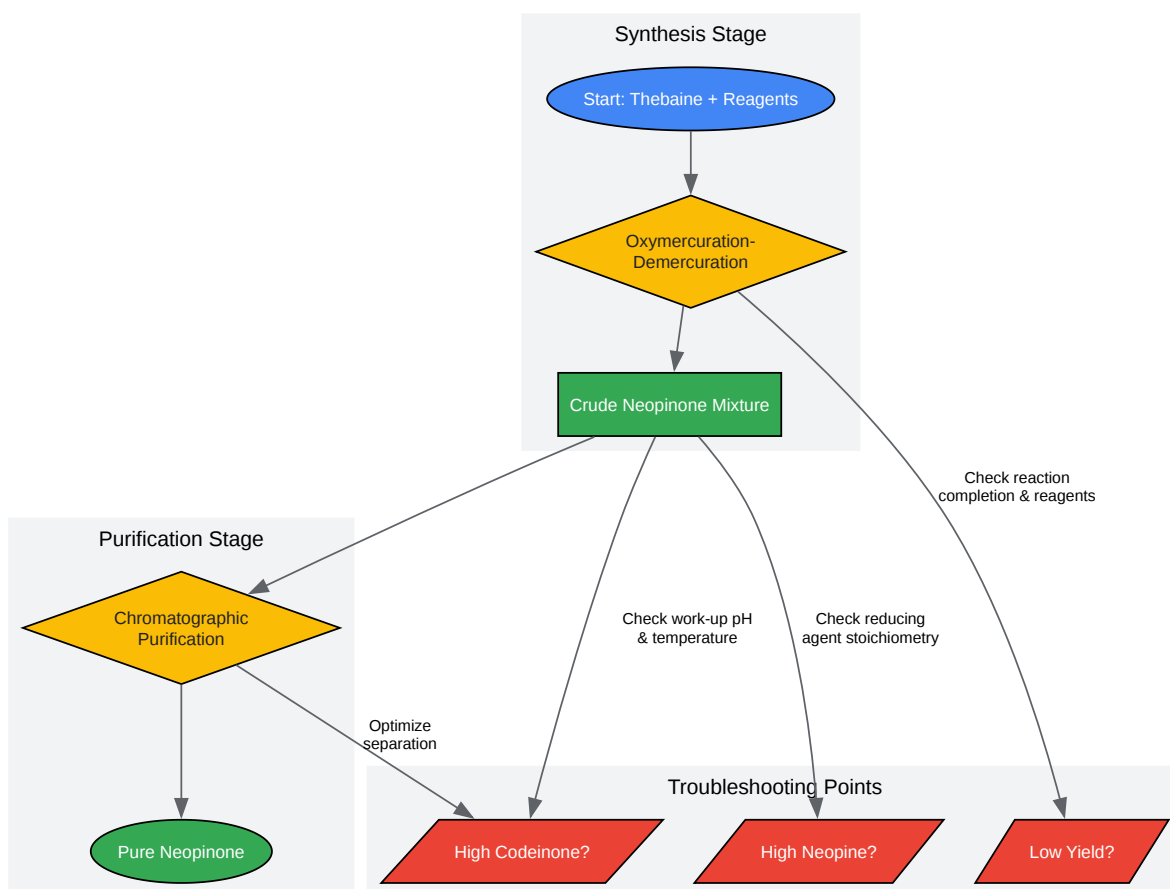 Synthesis Stage
Start: Thebaine + Reagents
Oxymercuration-
Demercuration
Crude Neopinone Mixture
Check reaction
completion & reagents
Purification Stage
Chromatographic
Purification
Check work-up pH
& temperature
Check reducing
agent stoichiometry
Optimize
separation
Troubleshooting Points
Pure Neopinone
High Codeinone?
High Neopine?
Low Yield?